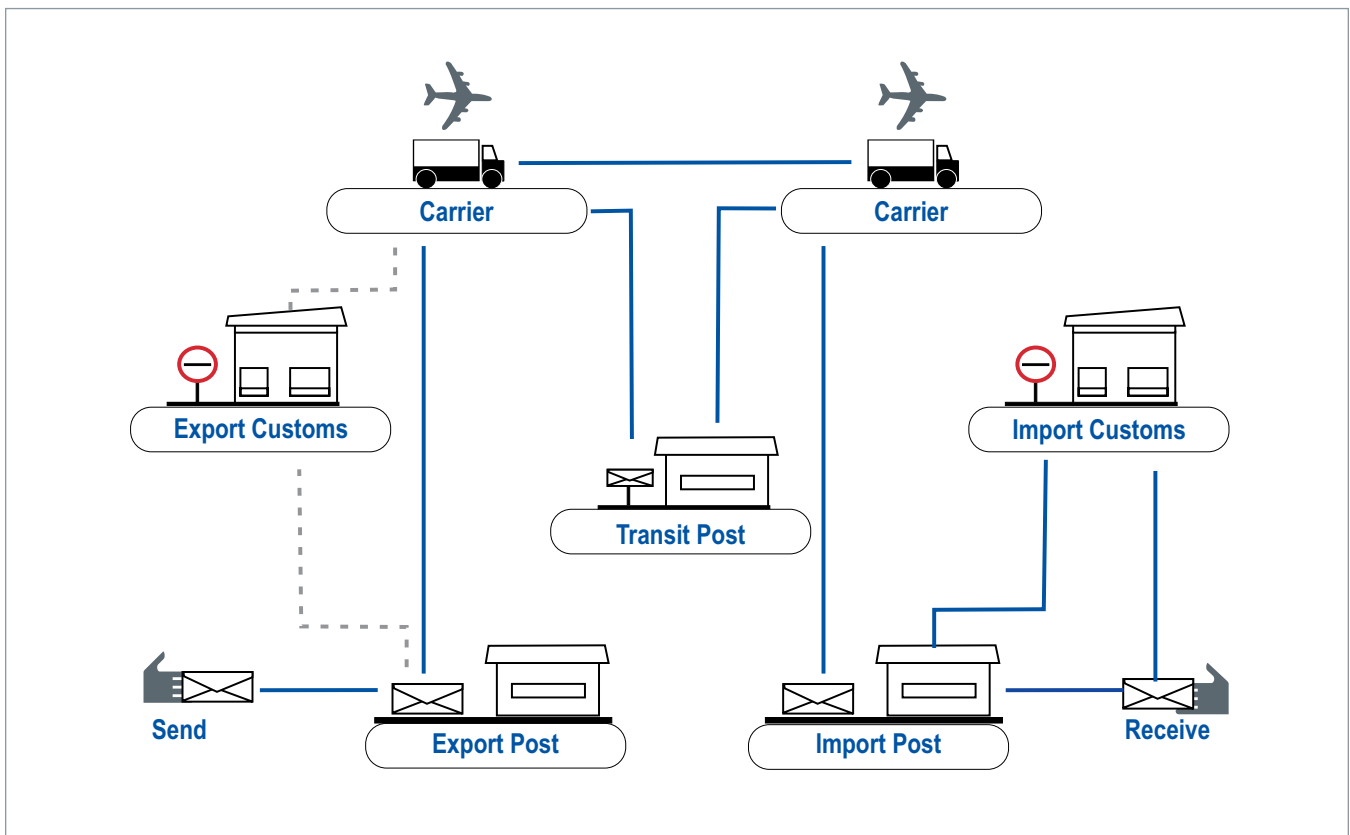 Carrier
Carrier
Export Customs
Import Customs
Transit Post
Send
Export Post
Import Post
Receive